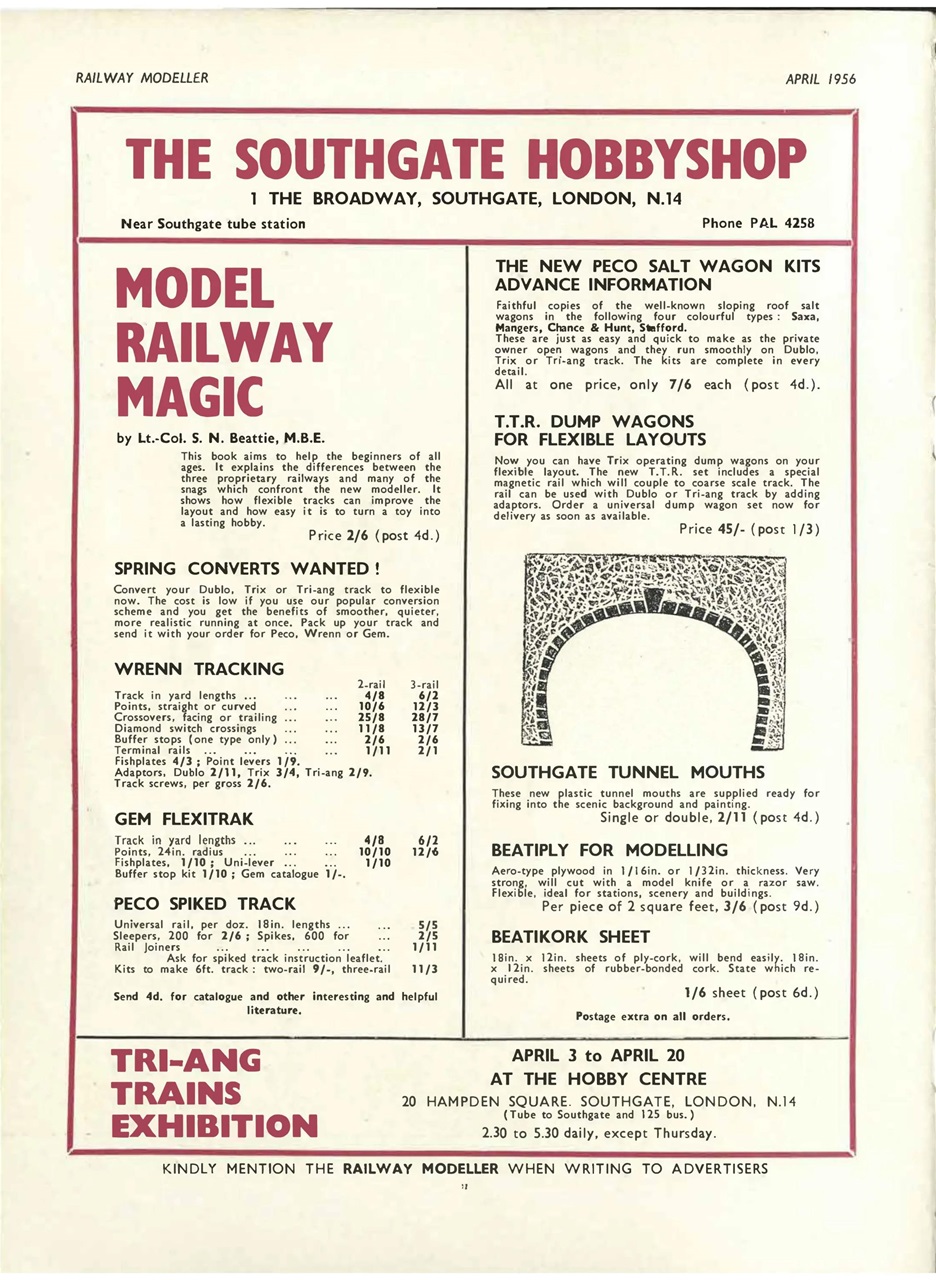 RAILWAY MODELLER
APRIL 1956
THE SOUTHGATE HOBBYSHOP
1 THE BROADWAY, SOUTHGATE, LONDON, N.14
Near Southgate tube station
Phone PAL 4258
MODEL
RAILWAY
MAGIC
by Lt.-Col. S. N. Beattie, M.B.E.
This book aims to help the beginners of all
ages. It explains the differences between the
three proprietary railways and many of the
snags which confront the new modeller. It
shows how flexible tracks can improve the
layout and how easy it is to turn a toy into
a lasting hobby.
Price 2/6 (post 4d.)
SPRING CONVERTS WANTED !
Convert your Dublo, Trix or Tri-ang track to flexible
now. The cost is low if you use our popular conversion
scheme and you get the benefits of smoother, quieter,
more realistic running at once. Pack up your track and
send it with your order for Peco, Wrenn or Gem.
WRENN TRACKING
2-rail 3-rail
Track in yard lengths ... ... ... 4/8 6/2
Points, straight or curved ... ... 10/6 12/3
Crossovers, facing or trailing ... ... 25/8 28/7
Diamond switch crossings ... ... 11/8 13/7
Buffer stops (one type only) ... ... 2/6 2/6
Terminal rails ... ... ... ... 1/11 2/1
Fishplates 4/3 ; Point levers 1/9.
Adaptors, Dublo 2/11, Trix 3/4, Tri-ang 2/9.
Track screws, per gross 2/6.
GEM FLEXITRAK
Track in yard lengths ... ... ... 4/8 6/2
Points, 24in. radius ... ... ... 10/10 12/6
Fishplates, 1/10 ; Uni-lever ... ... 1/10
Buffer stop kit 1/10 ; Gem catalogue 1/-.
PECO SPIKED TRACK
Universal rail, per doz. 18in. lengths ... ... 5/5
Sleepers, 200 for 2/6 ; Spikes, 600 for ... 2/5
Rail Joiners ... ... ... ... ... 1/11
Ask for spiked track instruction leaflet.
Kits to make 6ft. track : two-rail 9/-, three-rail 11/3
Send 4d. for catalogue and other interesting and helpful
literature.
THE NEW PECO SALT WAGON KITS
ADVANCE INFORMATION
Faithful copies of the well-known sloping roof salt
wagons in the following four colourful types : Saxa,
Mangers, Chance & Hunt, Stafford.
These are just as easy and quick to make as the private
owner open wagons and they run smoothly on Dublo,
Trix or Tri-ang track. The kits are complete in every
detail.
All at one price, only 7/6 each (post 4d.).
T.T.R. DUMP WAGONS
FOR FLEXIBLE LAYOUTS
Now you can have Trix operating dump wagons on your
flexible layout. The new T.T.R. set includes a special
magnetic rail which will couple to coarse scale track. The
rail can be used with Dublo or Tri-ang track by adding
adaptors. Order a universal dump wagon set now for
delivery as soon as available.
Price 45/- (post 1/3)
SOUTHGATE TUNNEL MOUTHS
These new plastic tunnel mouths are supplied ready for
fixing into the scenic background and painting.
Single or double, 2/11 (post 4d.)
BEATIPLY FOR MODELLING
Aero-type plywood in 1/16in. or 1/32in. thickness. Very
strong, will cut with a model knife or a razor saw.
Flexible, ideal for stations, scenery and buildings.
Per piece of 2 square feet, 3/6 (post 9d.)
BEATIKORK SHEET
18in. x 12in. sheets of ply-cork, will bend easily. 18in.
x 12in. sheets of rubber-bonded cork. State which re-
quired.
1/6 sheet (post 6d.)
Postage extra on all orders.
TRI-ANG
TRAINS
EXHIBITION
APRIL 3 to APRIL 20
AT THE HOBBY CENTRE
20 HAMPDEN SQUARE. SOUTHGATE, LONDON, N.14
(Tube to Southgate and 125 bus.)
2.30 to 5.30 daily, except Thursday.
KINDLY MENTION THE RAILWAY MODELLER WHEN WRITING TO ADVERTISERS